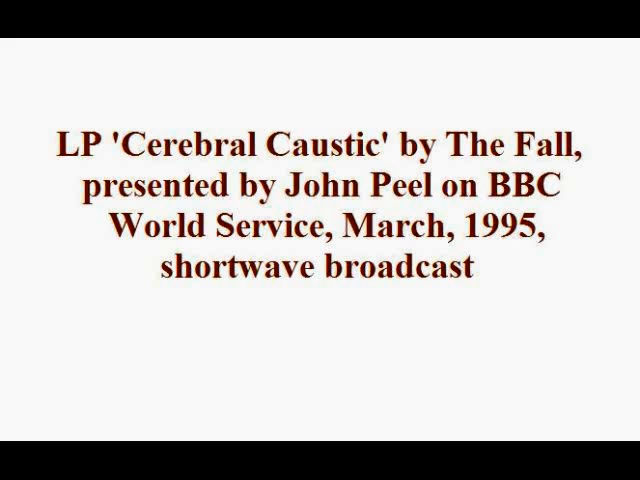 LP 'Cerebral Caustic' by The Fall,
presented by John Peel on BBC
World Service, March, 1995,
shortwave broadcast